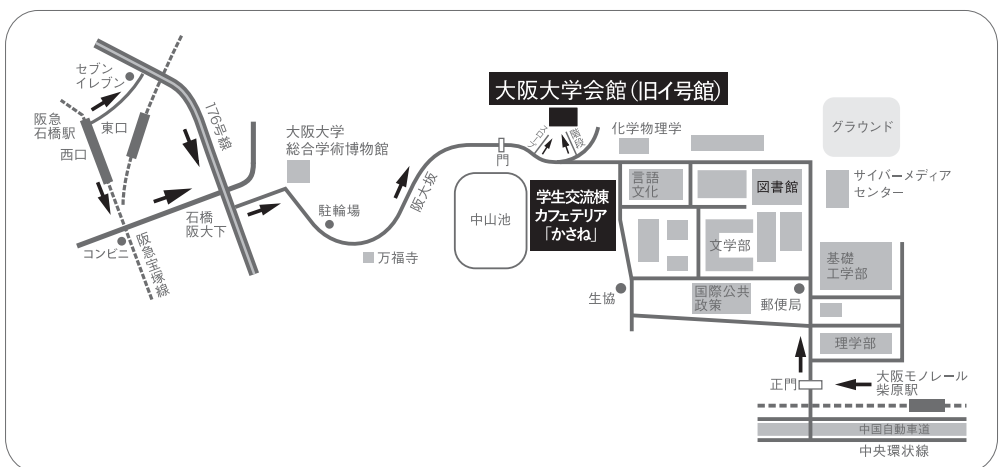 セブン
イレブン
阪急
石橋駅
東口
西口
176号線
コンビニ
阪急宝塚線
石橋
阪大下
大阪大学
総合学術博物館
駐輪場
万福寺
阪大坂
門
中山池
大阪大学会館（旧イ号館）
スロープ
階段
学生交流棟
カフェテリア
「かさね」
化学物理学
言語
文化
図書館
文学部
生協
国際公共
政策
郵便局
グラウンド
サイバーメディア
センター
基礎
工学部
理学部
正門
大阪モノレール
柴原駅
中国自動車道
中央環状線